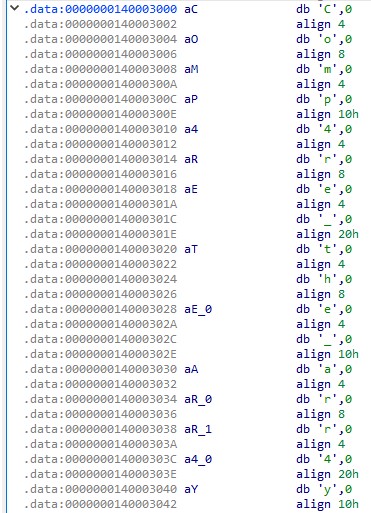 .data:0000000140003000 aC db 'C',0
.data:0000000140003002 align 4
.data:0000000140003004 aO db 'o',0
.data:0000000140003006 align 8
.data:0000000140003008 aM db 'm',0
.data:000000014000300A align 4
.data:000000014000300C aP db 'p',0
.data:000000014000300E align 10h
.data:0000000140003010 a4 db '4',0
.data:0000000140003012 align 4
.data:0000000140003014 aR db 'r',0
.data:0000000140003016 align 8
.data:0000000140003018 aE db 'e',0
.data:000000014000301A align 4
.data:000000014000301C db '_',0
.data:000000014000301E align 20h
.data:0000000140003020 aT db 't',0
.data:0000000140003022 align 4
.data:0000000140003024 db 'h',0
.data:0000000140003026 align 8
.data:0000000140003028 aE_0 db 'e',0
.data:000000014000302A align 4
.data:000000014000302C db '_',0
.data:000000014000302E align 10h
.data:0000000140003030 aA db 'a',0
.data:0000000140003032 align 4
.data:0000000140003034 aR_0 db 'r',0
.data:0000000140003036 align 8
.data:0000000140003038 aR_1 db 'r',0
.data:000000014000303A align 4
.data:000000014000303C a4_0 db '4',0
.data:000000014000303E align 20h
.data:0000000140003040 aY db 'y',0
.data:0000000140003042 align 10h